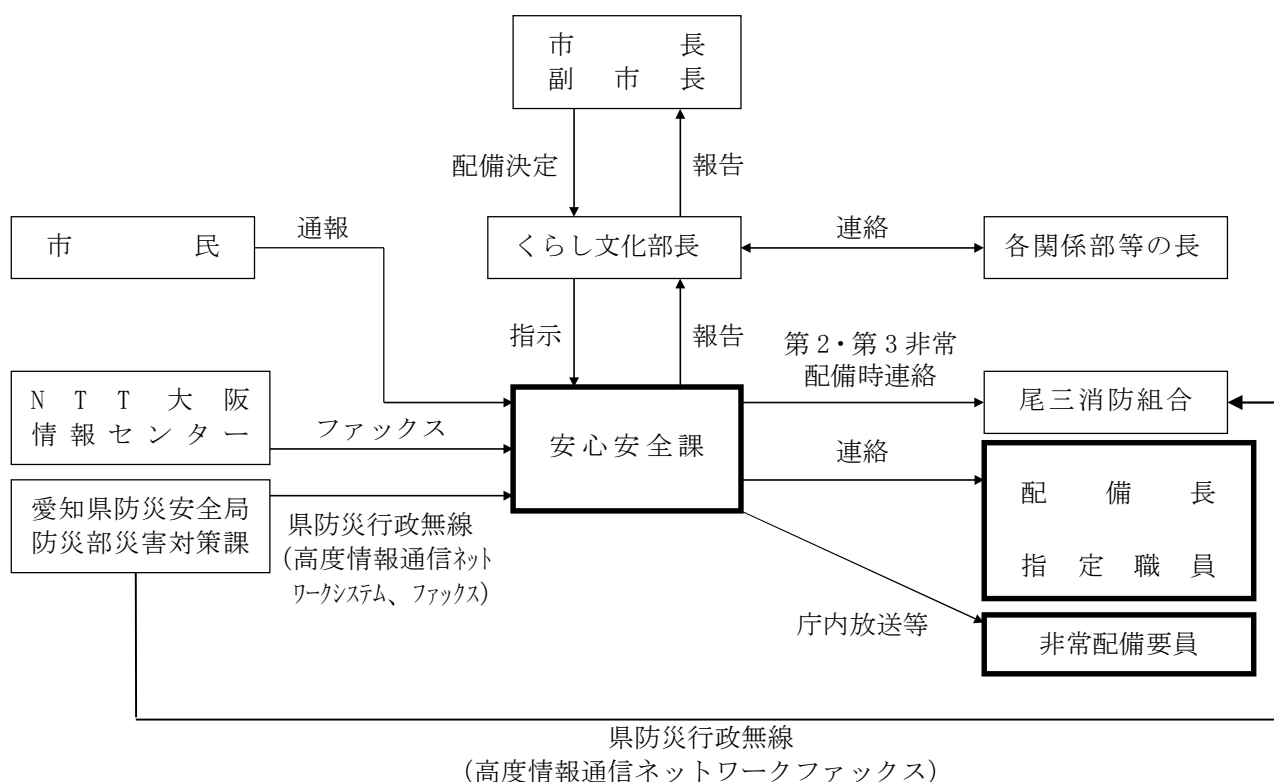 市長
副市長
配備決定
報告
市民
通報
くらし文化部長
連絡
各関係部等の長
指示
報告
第2・第3非常
配備時連絡
NTT大阪
情報センター
ファックス
安心安全課
尾三消防組合
連絡
愛知県防災安全局
防災部災害対策課
県防災行政無線
(高度情報通信ネット
ワークシステム、ファックス)
配備長
指定職員
庁内放送等
非常配備要員
県防災行政無線
(高度情報通信ネットワークファックス)